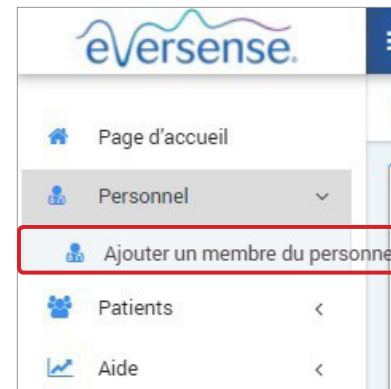 eversense.
Page d'accueil
Personnel
Ajouter un membre du personne
Patients
Aide